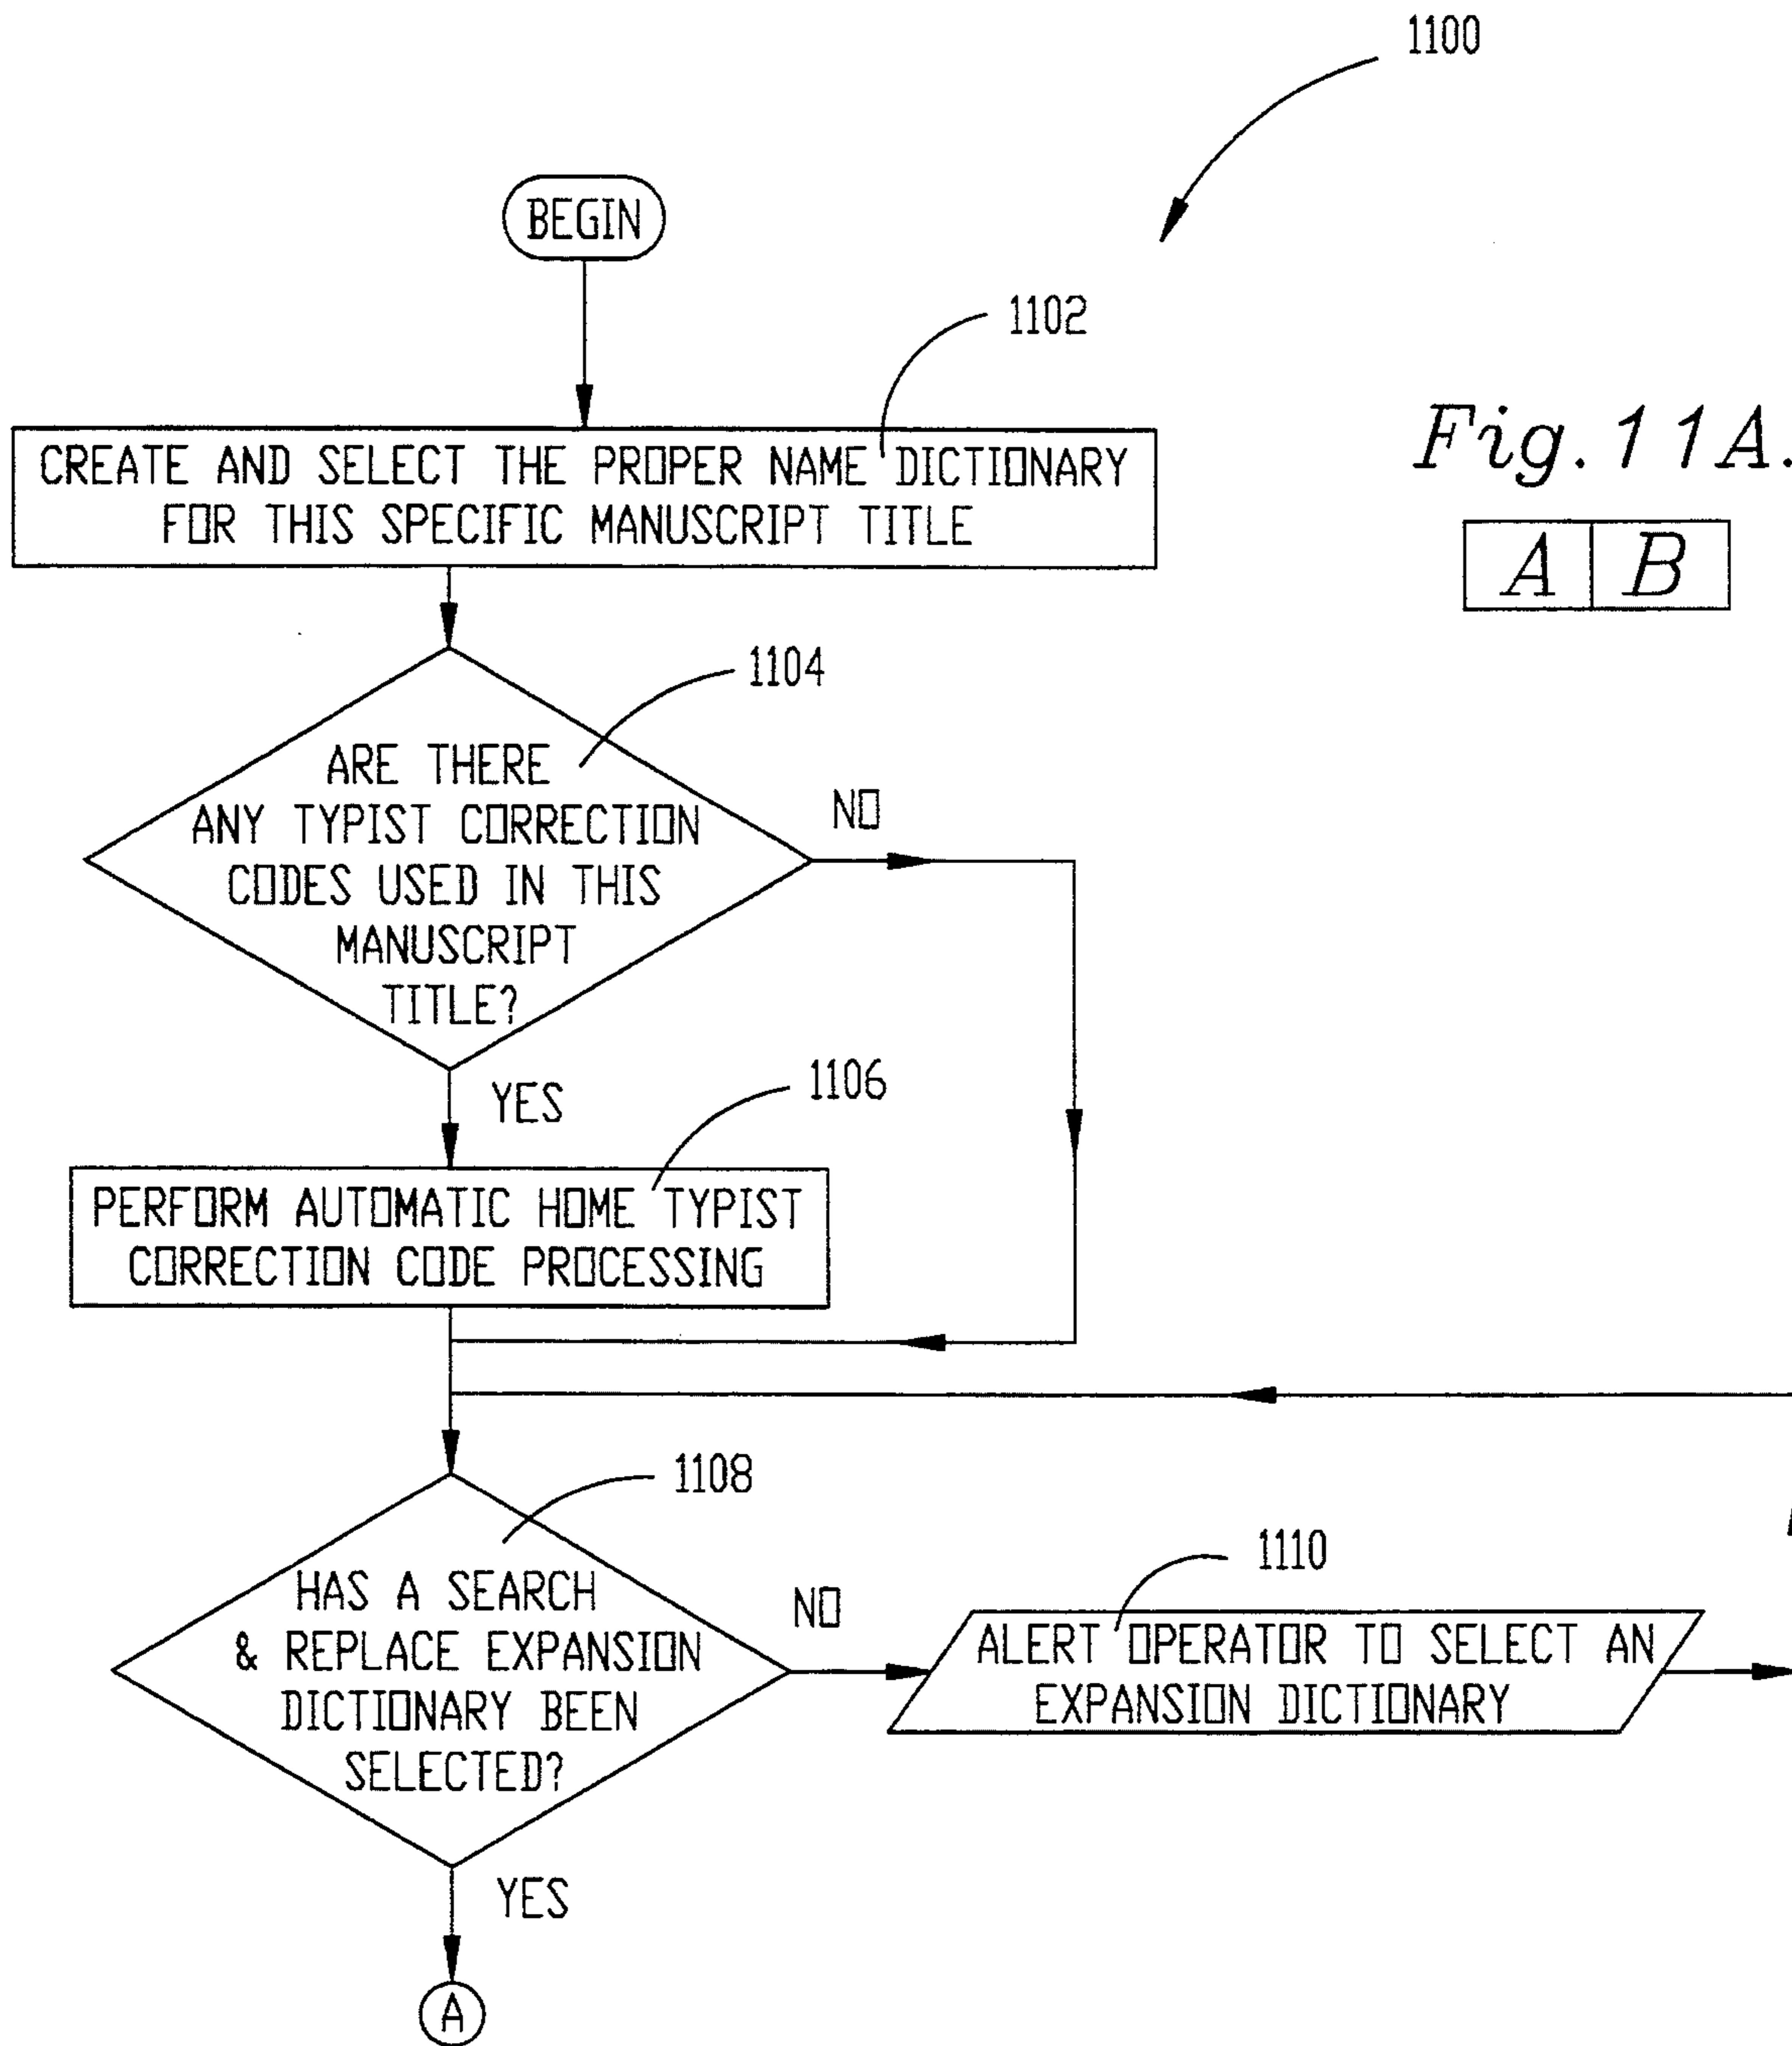 1100
BEGIN
1102
CREATE AND SELECT THE PROPER NAME DICTIONARY
FOR THIS SPECIFIC MANUSCRIPT TITLE
Fig. 11A.
A B
1104
ARE THERE
ANY TYPIST CORRECTION
CODES USED IN THIS
MANUSCRIPT
TITLE?
NO
YES
1106
PERFORM AUTOMATIC HOME TYPIST
CORRECTION CODE PROCESSING
1108
HAS A SEARCH
& REPLACE EXPANSION
DICTIONARY BEEN
SELECTED?
NO
1110
ALERT OPERATOR TO SELECT AN
EXPANSION DICTIONARY
YES
A